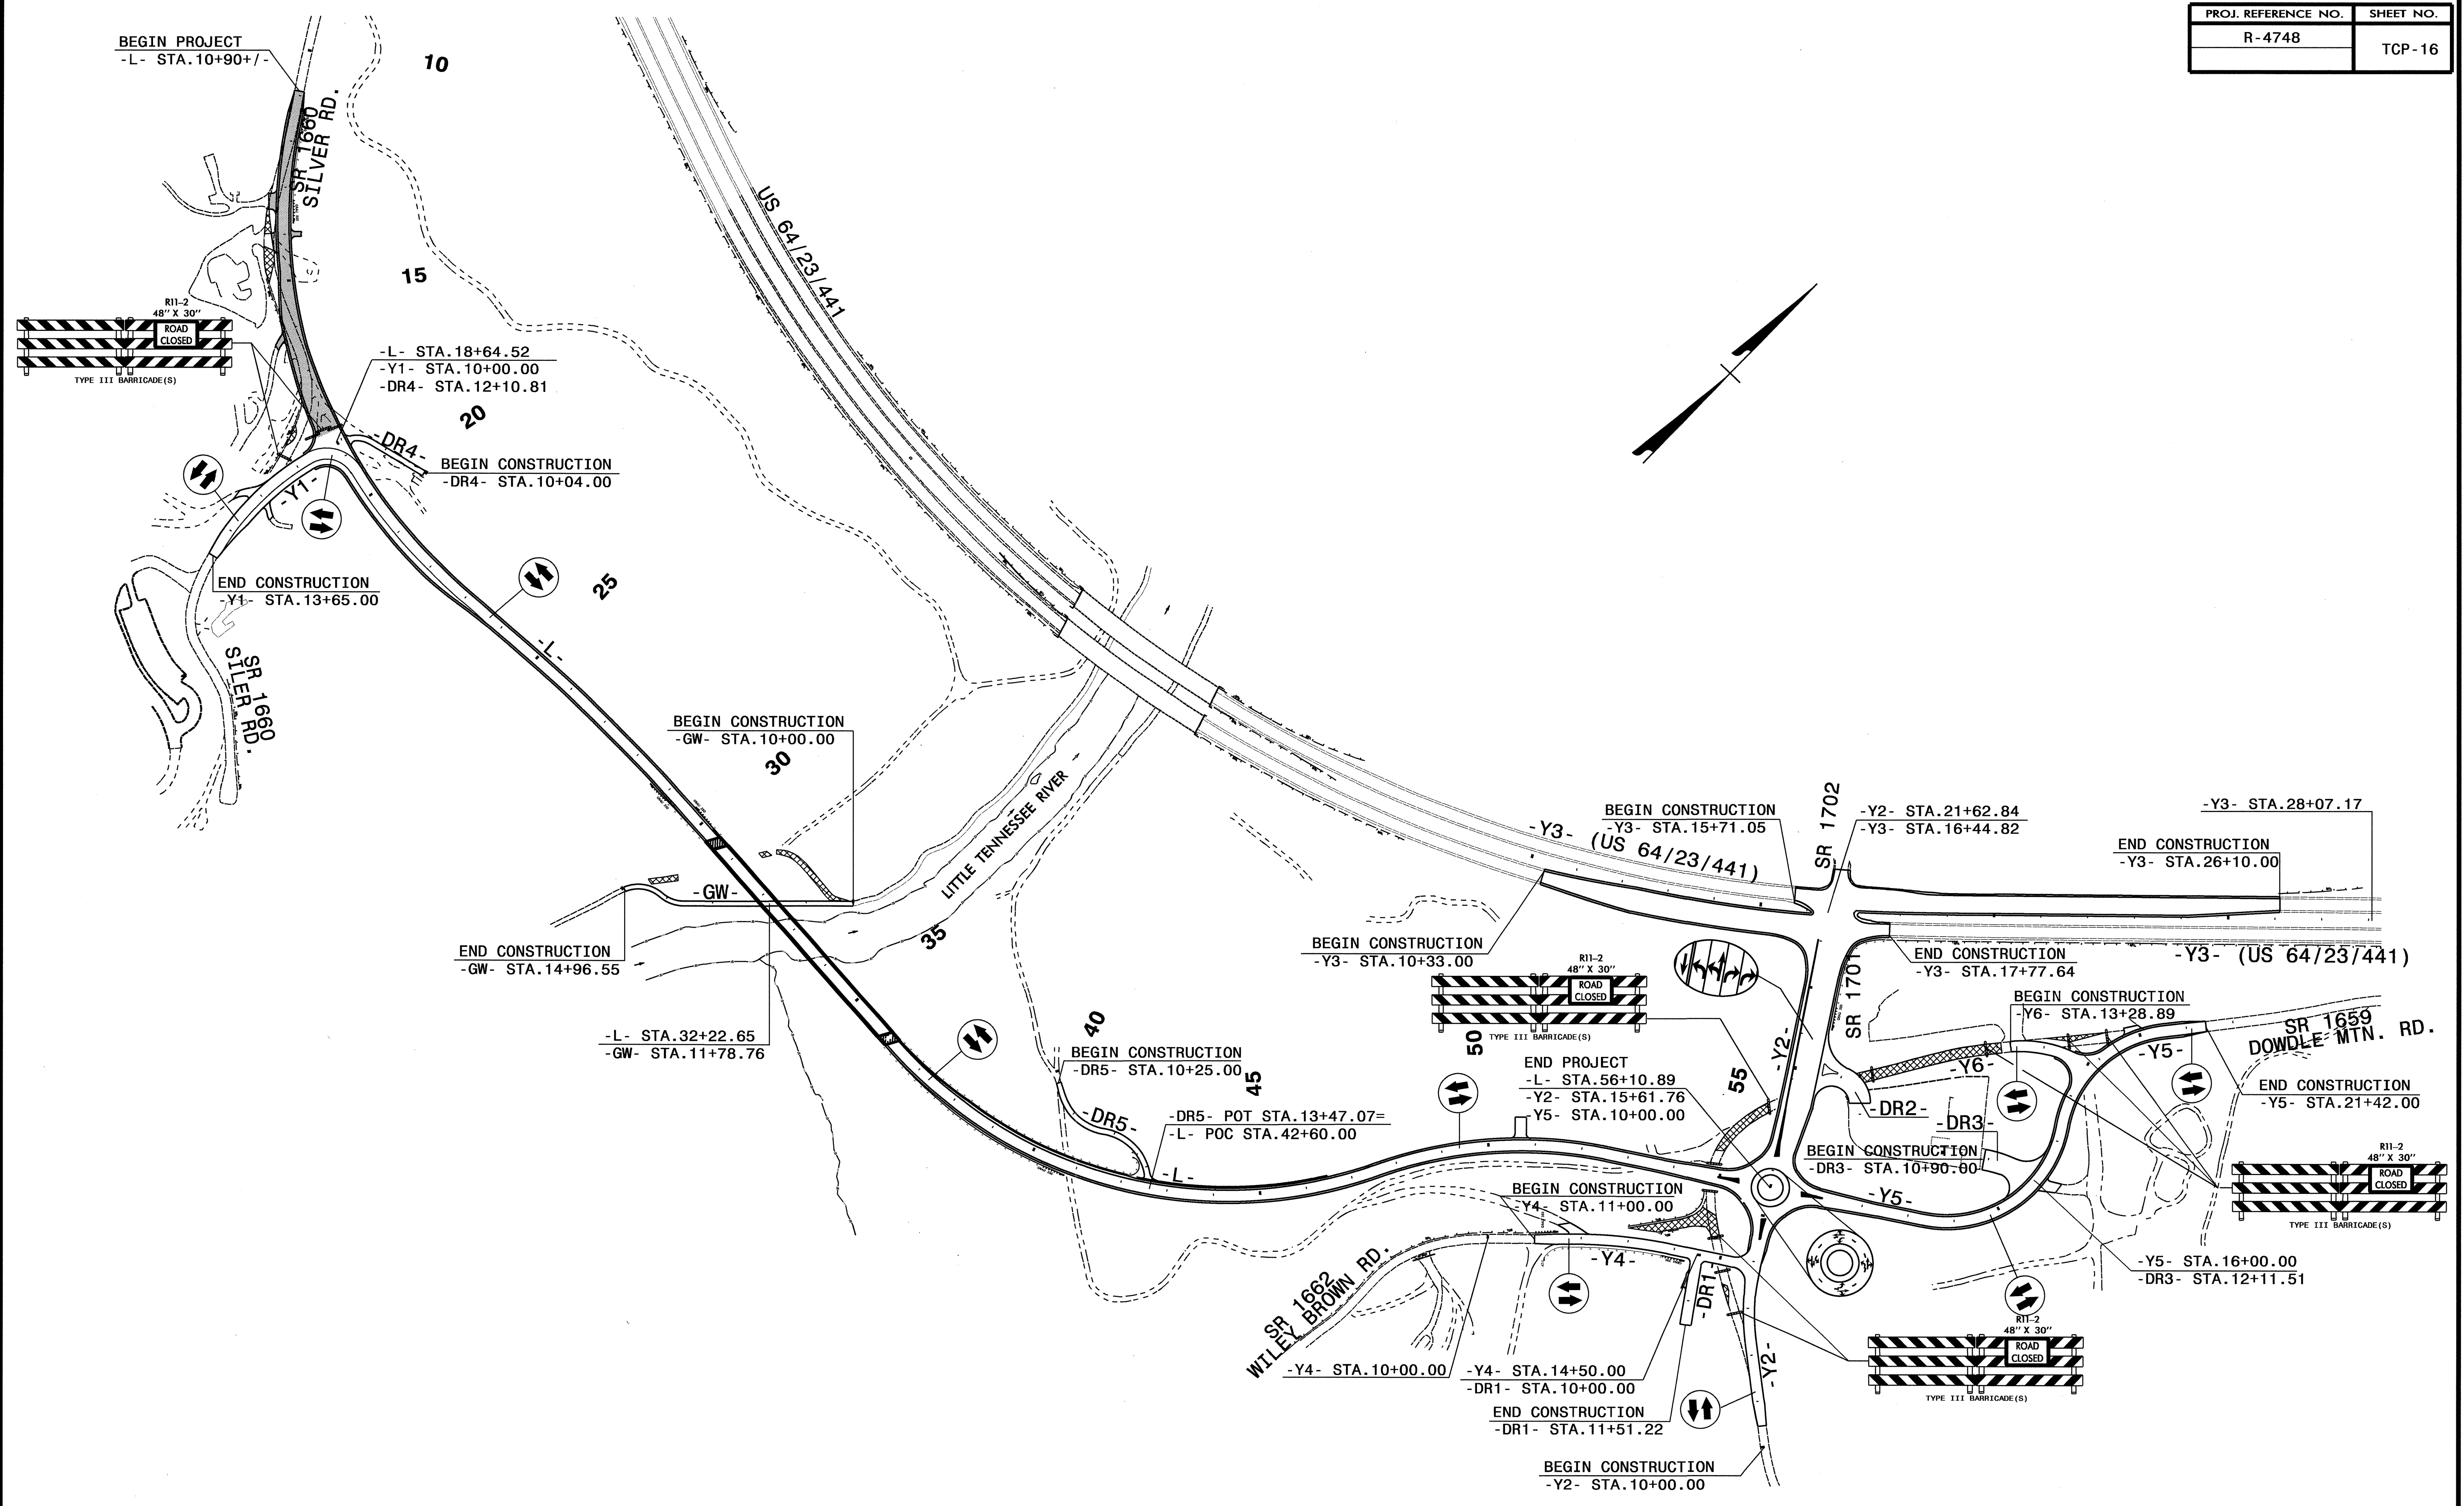 PROJ. REFERENCE NO.
SHEET NO.
R-4748
TCP-16
BEGIN PROJECT
-L- STA.10+90+/-
10
SR 1660
SILVER RD.
15
US 64/23/441
R11-2
48" X 30"
ROAD
CLOSED
TYPE III BARRICADE(S)
-L- STA.18+64.52
-Y1- STA.10+00.00
-DR4- STA.12+10.81
20
-DR4-
BEGIN CONSTRUCTION
-DR4- STA.10+04.00
-Y1-
END CONSTRUCTION
-Y1- STA.13+65.00
25
-L-
SR 1660
SILER RD.
BEGIN CONSTRUCTION
-GW- STA.10+00.00
30
LITTLE TENNESSEE RIVER
-GW-
END CONSTRUCTION
-GW- STA.14+96.55
35
-L- STA.32+22.65
-GW- STA.11+78.76
40
BEGIN CONSTRUCTION
-DR5- STA.10+25.00
45
-DR5-
-DR5- POT STA.13+47.07=
-L- POC STA.42+60.00
-L-
BEGIN CONSTRUCTION
-Y3- STA.15+71.05
-Y3-
(US 64/23/441)
SR 1702
-Y2- STA.21+62.84
-Y3- STA.16+44.82
-Y3- STA.28+07.17
END CONSTRUCTION
-Y3- STA.26+10.00
BEGIN CONSTRUCTION
-Y3- STA.10+33.00
END CONSTRUCTION
-Y3- STA.17+77.64
-Y3- (US 64/23/441)
R11-2
48" X 30"
ROAD
CLOSED
TYPE III BARRICADE(S)
50
SR 1701
-Y2-
BEGIN CONSTRUCTION
-Y6- STA.13+28.89
SR 1659
DOWDLE MTN. RD.
-Y5-
-Y6-
END PROJECT
-L- STA.56+10.89
-Y2- STA.15+61.76
-Y5- STA.10+00.00
55
END CONSTRUCTION
-Y5- STA.21+42.00
-DR2-
-DR3-
BEGIN CONSTRUCTION
-DR3- STA.10+90.00
R11-2
48" X 30"
ROAD
CLOSED
TYPE III BARRICADE(S)
BEGIN CONSTRUCTION
-Y4- STA.11+00.00
-Y5-
-Y4-
SR 1662
WILEY BROWN RD.
-DR1-
-Y5- STA.16+00.00
-DR3- STA.12+11.51
R11-2
48" X 30"
ROAD
CLOSED
TYPE III BARRICADE(S)
-Y4- STA.10+00.00
-Y4- STA.14+50.00
-DR1- STA.10+00.00
-Y2-
END CONSTRUCTION
-DR1- STA.11+51.22
BEGIN CONSTRUCTION
-Y2- STA.10+00.00